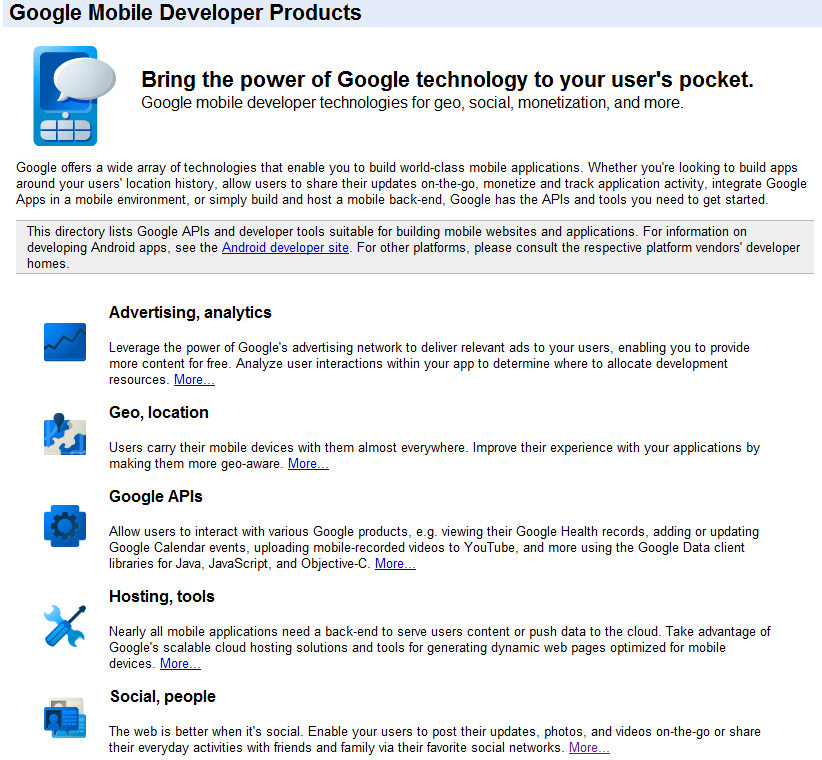 Google Mobile Developer Products
Bring the power of Google technology to your user's pocket.
Google mobile developer technologies for geo, social, monetization, and more.
Google offers a wide array of technologies that enable you to build world-class mobile applications. Whether you're looking to build apps
around your users' location history, allow users to share their updates on-the-go, monetize and track application activity, integrate Google
Apps in a mobile environment, or simply build and host a mobile back-end, Google has the APIs and tools you need to get started.
This directory lists Google APIs and developer tools suitable for building mobile websites and applications. For information on
developing Android apps, see the Android developer site. For other platforms, please consult the respective platform vendors' developer
homes.
Advertising, analytics
Leverage the power of Google's advertising network to deliver relevant ads to your users, enabling you to provide
more content for free. Analyze user interactions within your app to determine where to allocate development
resources. More...
Geo, location
Users carry their mobile devices with them almost everywhere. Improve their experience with your applications by
making them more geo-aware. More...
Google APIs
Allow users to interact with various Google products, e.g. viewing their Google Health records, adding or updating
Google Calendar events, uploading mobile-recorded videos to YouTube, and more using the Google Data client
libraries for Java, JavaScript, and Objective-C. More...
Hosting, tools
Nearly all mobile applications need a back-end to serve users content or push data to the cloud. Take advantage of
Google's scalable cloud hosting solutions and tools for generating dynamic web pages optimized for mobile
devices. More...
Social, people
The web is better when it's social. Enable your users to post their updates, photos, and videos on-the-go or share
their everyday activities with friends and family via their favorite social networks. More...